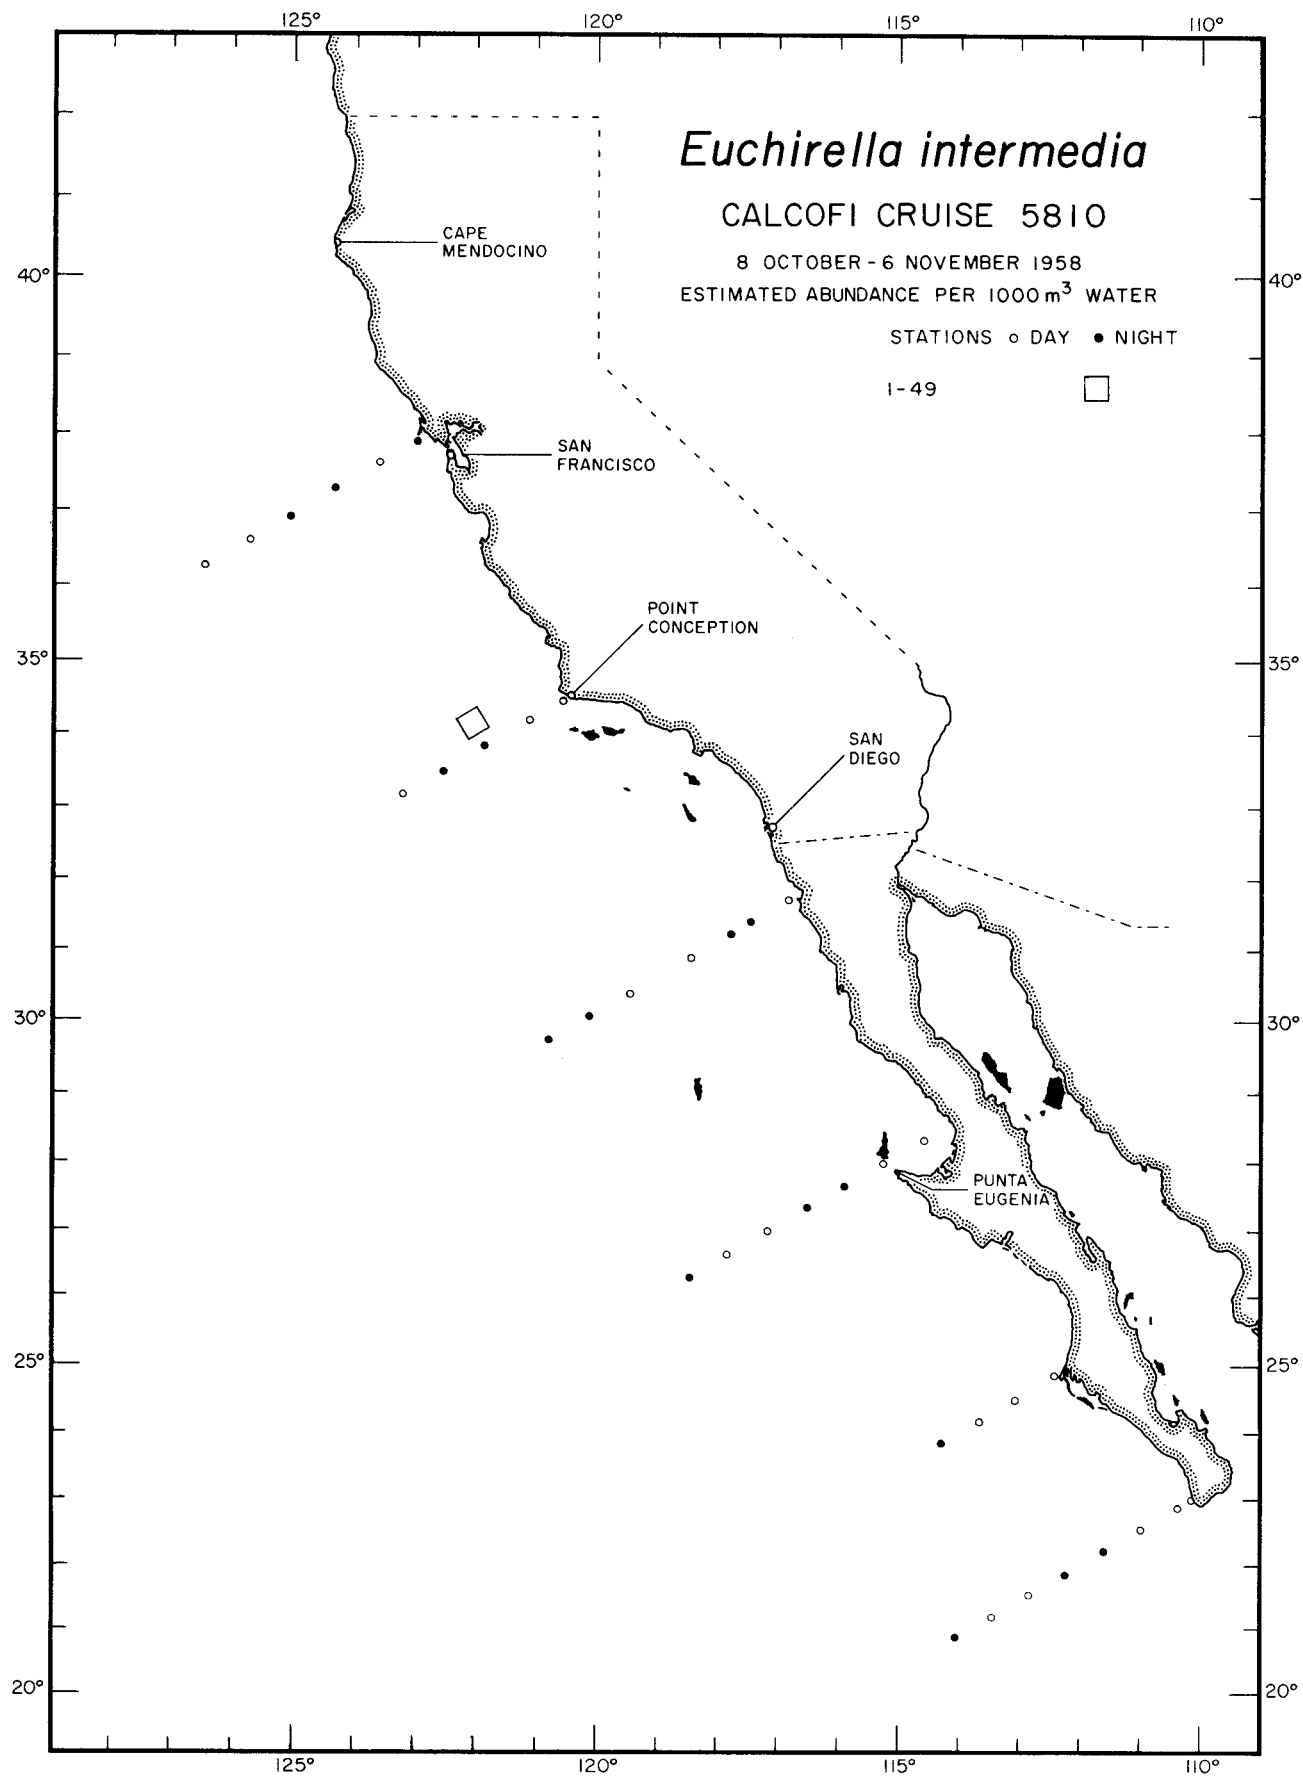 125° 120° 115° 110°
Euchirella intermedia
CALCOFI CRUISE 5810
8 OCTOBER - 6 NOVEMBER 1958
ESTIMATED ABUNDANCE PER 1000 m³ WATER
STATIONS ○ DAY ● NIGHT
1-49
CAPE
MENDOCINO
40° 40°
SAN
FRANCISCO
POINT
CONCEPTION
35° 35°
SAN
DIEGO
30° 30°
PUNTA
EUGENIA
25° 25°
20° 20°
125° 120° 115° 110°